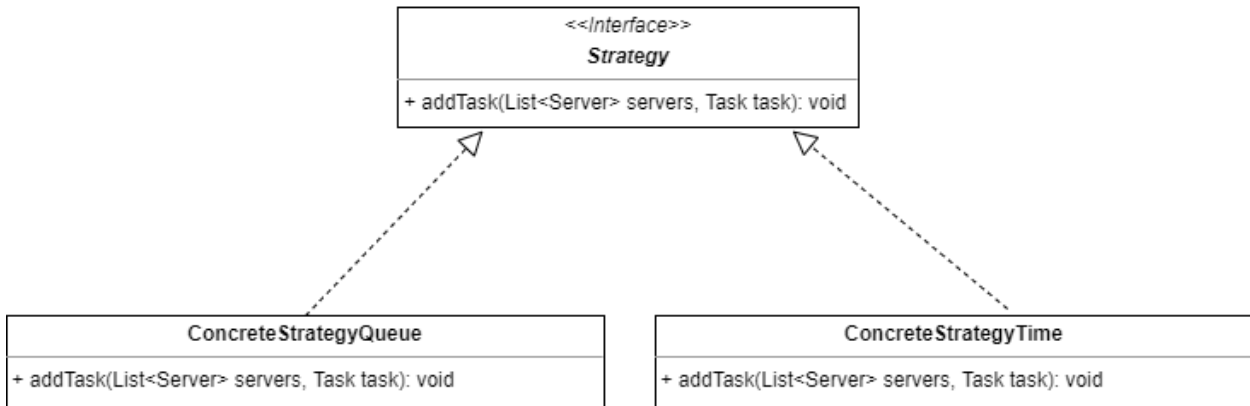 <<Interface>>
Strategy
+ addTask(List<Server> servers, Task task): void
ConcreteStrategyQueue
+ addTask(List<Server> servers, Task task): void
ConcreteStrategyTime
+ addTask(List<Server> servers, Task task): void